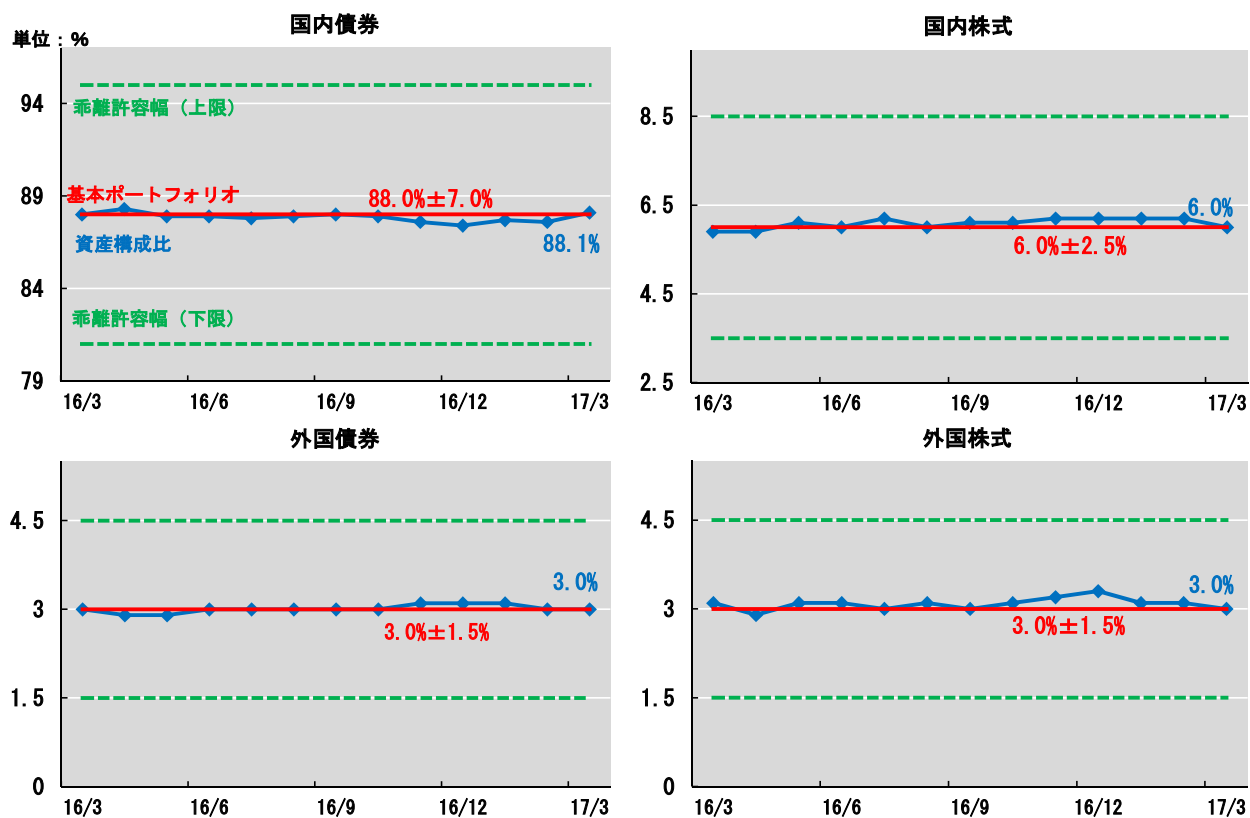 単位：％
国内債券
94
89
84
79
乖離許容幅（上限）
基本ポートフォリオ
88.0%±7.0%
資産構成比
88.1%
乖離許容幅（下限）
16/3 16/6 16/9 16/12 17/3
国内株式
8.5
6.5
4.5
2.5
6.0%
6.0%±2.5%
16/3 16/6 16/9 16/12 17/3
外国債券
4.5
3
1.5
0
3.0%
3.0%±1.5%
16/3 16/6 16/9 16/12 17/3
外国株式
4.5
3
1.5
0
3.0%
3.0%±1.5%
16/3 16/6 16/9 16/12 17/3